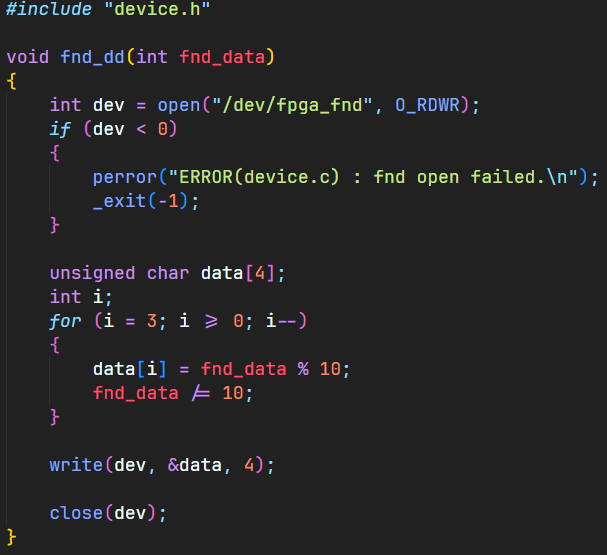 #include "device.h"

void fnd_dd(int fnd_data)
{
    int dev = open("/dev/fpga_fnd", O_RDWR);
    if (dev < 0)
    {
        perror("ERROR(device.c) : fnd open failed.\n");
        _exit(-1);
    }

    unsigned char data[4];
    int i;
    for (i = 3; i >= 0; i--)
    {
        data[i] = fnd_data % 10;
        fnd_data /= 10;
    }

    write(dev, &data, 4);

    close(dev);
}